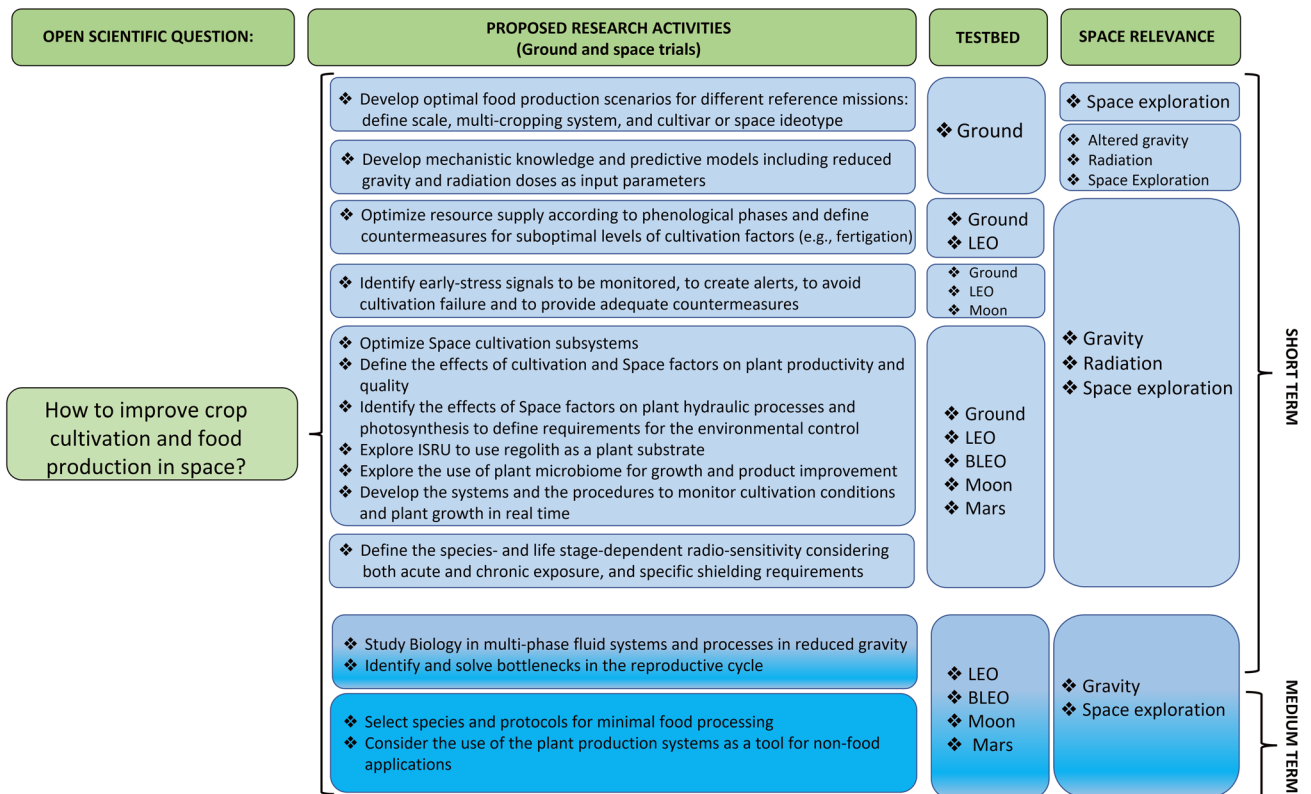 OPEN SCIENTIFIC QUESTION:
PROPOSED RESEARCH ACTIVITIES
(Ground and space trials)
TESTBED
SPACE RELEVANCE
How to improve crop
cultivation and food
production in space?
❖ Develop optimal food production scenarios for different reference missions:
define scale, multi-cropping system, and cultivar or space ideotype
❖ Develop mechanistic knowledge and predictive models including reduced
gravity and radiation doses as input parameters
❖ Ground
❖ Space exploration
❖ Altered gravity
❖ Radiation
❖ Space Exploration
❖ Optimize resource supply according to phenological phases and define
countermeasures for suboptimal levels of cultivation factors (e.g., fertigation)
❖ Ground
❖ LEO
❖ Identify early-stress signals to be monitored, to create alerts, to avoid
cultivation failure and to provide adequate countermeasures
❖ Ground
❖ LEO
❖ Moon
❖ Optimize Space cultivation subsystems
❖ Define the effects of cultivation and Space factors on plant productivity and
quality
❖ Identify the effects of Space factors on plant hydraulic processes and
photosynthesis to define requirements for the environmental control
❖ Explore ISRU to use regolith as a plant substrate
❖ Explore the use of plant microbiome for growth and product improvement
❖ Develop the systems and the procedures to monitor cultivation conditions
and plant growth in real time
❖ Define the species- and life stage-dependent radio-sensitivity considering
both acute and chronic exposure, and specific shielding requirements
❖ Ground
❖ LEO
❖ BLEO
❖ Moon
❖ Mars
❖ Gravity
❖ Radiation
❖ Space exploration
SHORT TERM
❖ Study Biology in multi-phase fluid systems and processes in reduced gravity
❖ Identify and solve bottlenecks in the reproductive cycle
❖ Select species and protocols for minimal food processing
❖ Consider the use of the plant production systems as a tool for non-food
applications
❖ LEO
❖ BLEO
❖ Moon
❖ Mars
❖ Gravity
❖ Space exploration
MEDIUM TERM